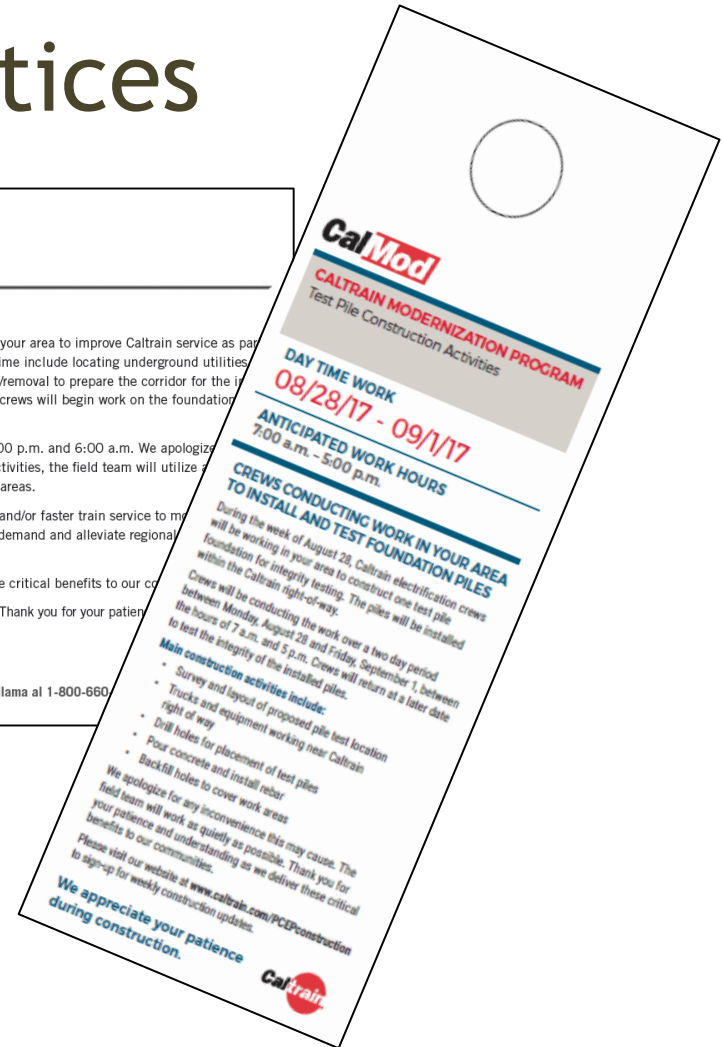 tices
your area to improve Caltrain service as par
ime include locating underground utilities
/removal to prepare the corridor for the i
crews will begin work on the foundation
00 p.m. and 6:00 a.m. We apologize
ctivities, the field team will utilize a
areas.
and/or faster train service to mo
demand and alleviate regional
e critical benefits to our co
Thank you for your patien
llama al 1-800-660
CalMod
CALTRAIN MODERNIZATION PROGRAM
Test Pile Construction Activities
DAY TIME WORK
08/28/17 - 09/1/17
ANTICIPATED WORK HOURS
7:00 a.m. - 5:00 p.m.
CREWS CONDUCTING WORK IN YOUR AREA
TO INSTALL AND TEST FOUNDATION PILES
During the week of August 28, Caltrain electrification crews
will be working in your area to construct one test pile
foundation for integrity testing. The piles will be installed
within the Caltrain right-of-way.
Crews will be conducting the work over a two day period
between Monday, August 28 and Friday, September 1, between
the hours of 7 a.m. and 5 p.m. Crews will return at a later date
to test the integrity of the installed piles.
Main construction activities include:
• Survey and layout of proposed pile test location
• Trucks and equipment working near Caltrain
right of way
• Drill holes for placement of test piles
• Pour concrete and install rebar
• Backfill holes to cover work areas
We apologize for any inconvenience this may cause. The
field team will work as quietly as possible. Thank you for
your patience and understanding as we deliver these critical
benefits to our communities.
Please visit our website at www.caltrain.com/PCEPconstruction
to sign-up for weekly construction updates.
We appreciate your patience
during construction.
Caltrain